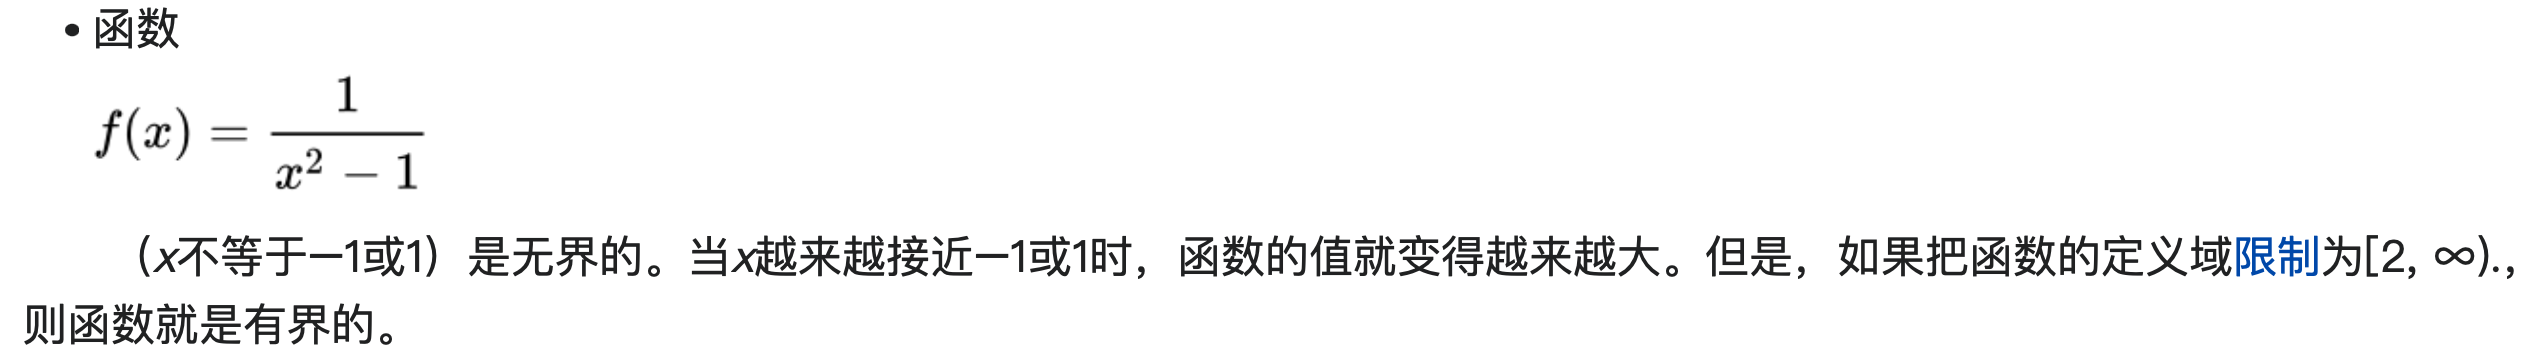 • 函数
f(x) = \frac{1}{x^2 - 1}
（x不等于−1或1）是无界的。当x越来越接近−1或1时，函数的值就变得越来越大。但是，如果把函数的定义域限制为[2, ∞).，
则函数就是有界的。